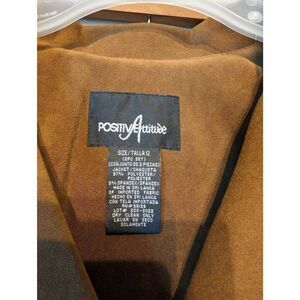 POSITIVE Attitude
SIZE/TALLA 12
(2PC SET)
(CONJUNTO DE 2 PIEZAS)
JACKET/CHAQUETA
97% POLYESTER/
POLIESTER
3% SPANDEX/SPANDEX
MADE IN SRI LANKA
OF IMPORTED FABRIC
HECHO EN SRI LANKA
CON TELA IMPORTADA
DRY CLEAN ONLY
LAVAR EN SECO
SOLAMENTE